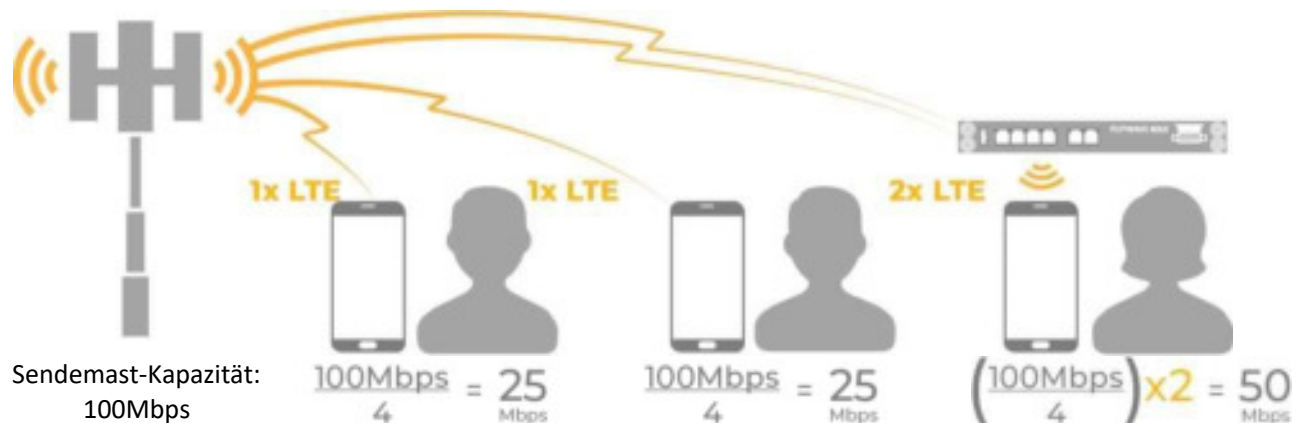 1x LTE
1x LTE
2x LTE
Sendemast-Kapazität:
100Mbps
100Mbps
4
= 25
Mbps
100Mbps
4
= 25
Mbps
(100Mbps
4) x2 = 50
Mbps